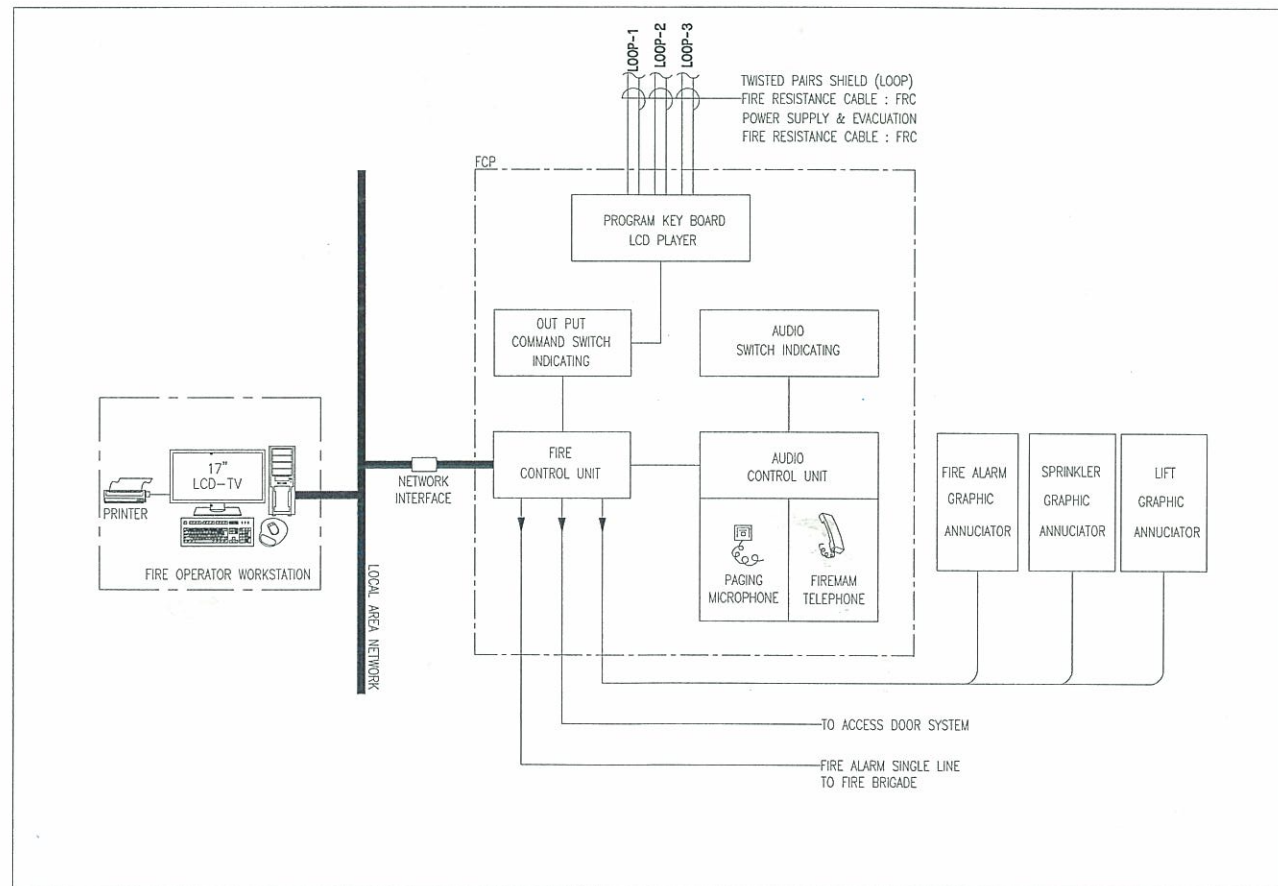 LOOP-1
LOOP-2
LOOP-3
TWISTED PAIRS SHIELD (LOOP)
FIRE RESISTANCE CABLE : FRC
POWER SUPPLY & EVACUATION
FIRE RESISTANCE CABLE : FRC
FCP
PROGRAM KEY BOARD
LCD PLAYER
OUT PUT
COMMAND SWITCH
INDICATING
AUDIO
SWITCH INDICATING
FIRE
CONTROL UNIT
AUDIO
CONTROL UNIT
PAGING
MICROPHONE
FIREMAM
TELEPHONE
NETWORK
INTERFACE
17"
LCD-TV
PRINTER
FIRE OPERATOR WORKSTATION
LOCAL AREA NETWORK
FIRE ALARM
GRAPHIC
ANNUCIATOR
SPRINKLER
GRAPHIC
ANNUCIATOR
LIFT
GRAPHIC
ANNUCIATOR
TO ACCESS DOOR SYSTEM
FIRE ALARM SINGLE LINE
TO FIRE BRIGADE